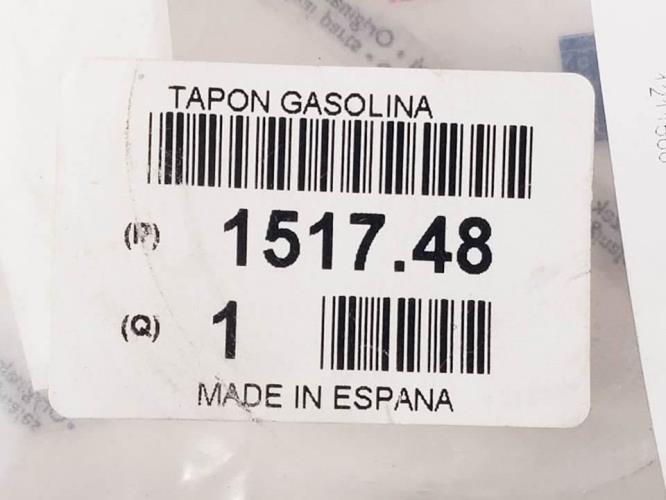 TAPON GASOLINA
(P) 1517.48
(Q) 1
MADE IN ESPANA